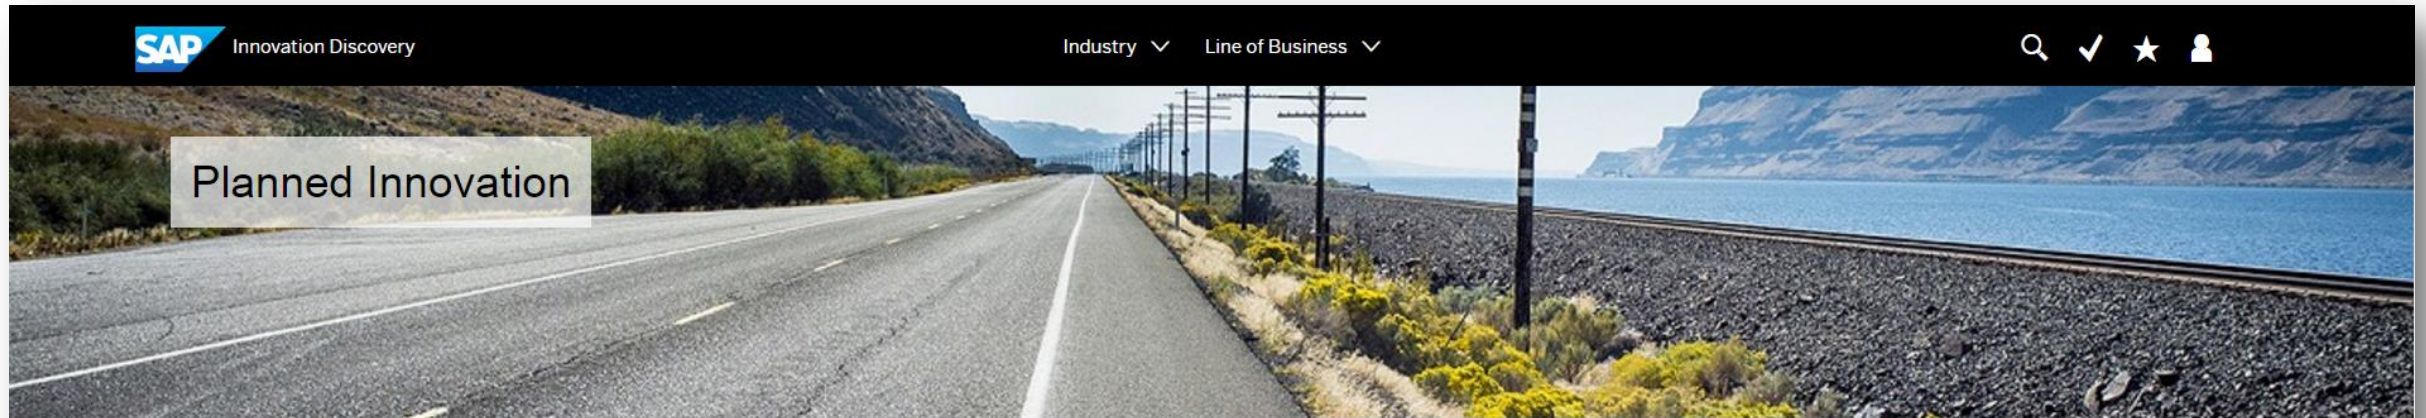 SAP Innovation Discovery Industry Line of Business
Planned Innovation